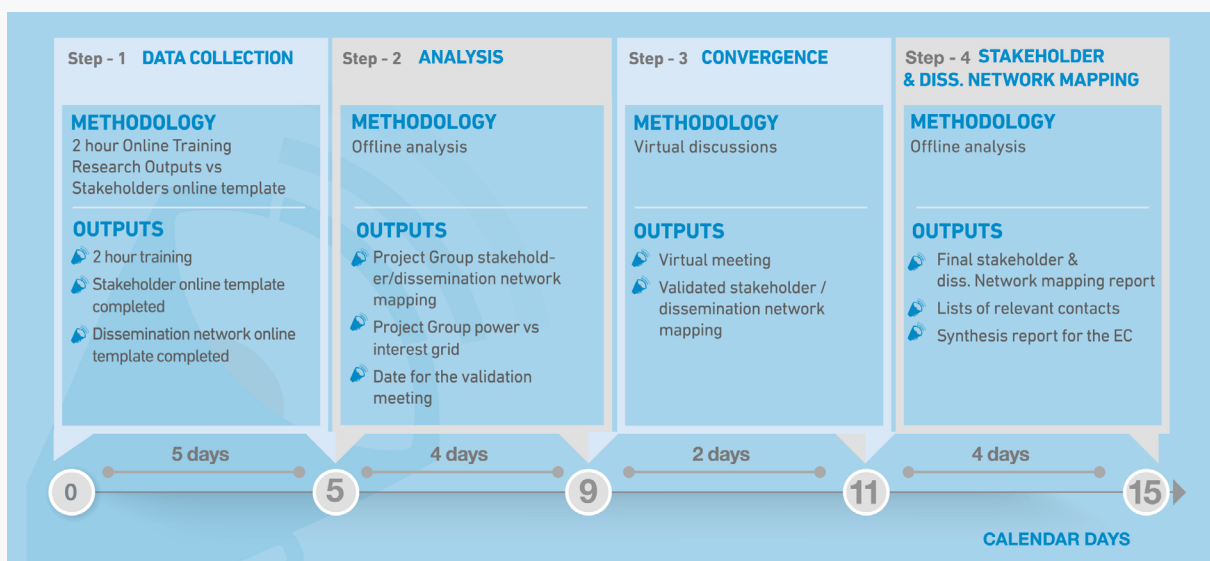 Step - 1 DATA COLLECTION
METHODOLOGY
2 hour Online Training
Research Outputs vs
Stakeholders online template
OUTPUTS
2 hour training
Stakeholder online template
completed
Dissemination network online
template completed
Step - 2 ANALYSIS
METHODOLOGY
Offline analysis
OUTPUTS
Project Group stakehold-
er/dissemination network
mapping
Project Group power vs
interest grid
Date for the validation
meeting
Step - 3 CONVERGENCE
METHODOLOGY
Virtual discussions
OUTPUTS
Virtual meeting
Validated stakeholder /
dissemination network
mapping
Step - 4 STAKEHOLDER
& DISS. NETWORK MAPPING
METHODOLOGY
Offline analysis
OUTPUTS
Final stakeholder &
diss. Network mapping report
Lists of relevant contacts
Synthesis report for the EC
5 days
4 days
2 days
4 days
0
5
9
11
15
CALENDAR DAYS